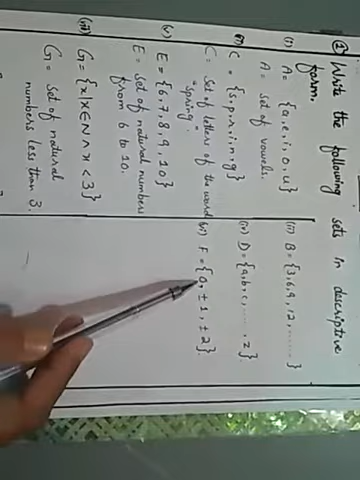 ① Write the following sets in descriptive
form.
(i) A = {a,e,i,o,u}
A = set of vowels.
(ii) B = {3,6,9,12,.......}
(iii) C = {s,p,r,i,n,g}
C = Set of letters of the word
"spring"
(iv) D = {a,b,c,.....,z}
(v) E = {6,7,8,9,10}
E = Set of natural numbers
from 6 to 10.
(vi) F = {0,±1,±2}
(vii) G = {x|x∈N∧x<3}
G = Set of natural
numbers less than 3.